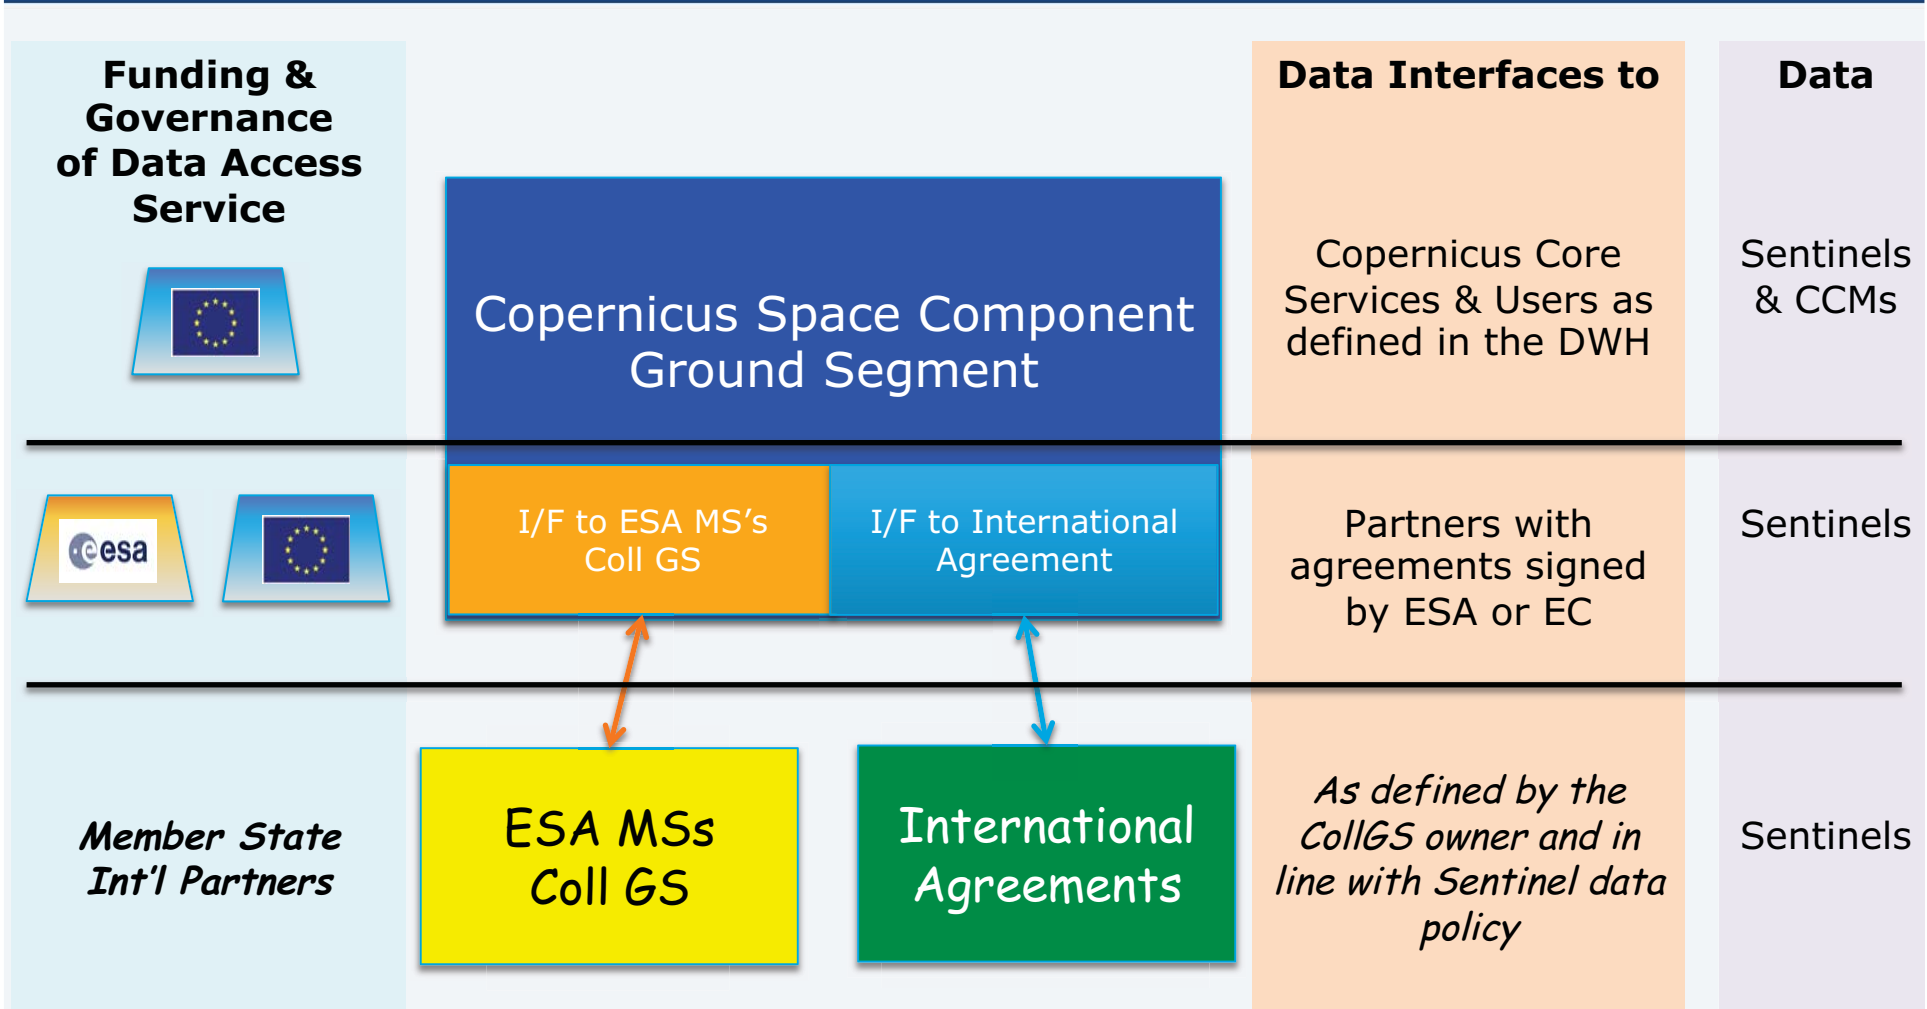 Funding &
Governance
of Data Access
Service
Data Interfaces to
Data
Copernicus Space Component
Ground Segment
Copernicus Core
Services & Users as
defined in the DWH
Sentinels
& CCMs
esa
I/F to ESA MS’s
Coll GS
I/F to International
Agreement
Partners with
agreements signed
by ESA or EC
Sentinels
Member State
Int’l Partners
ESA MSs
Coll GS
International
Agreements
As defined by the
CollGS owner and in
line with Sentinel data
policy
Sentinels